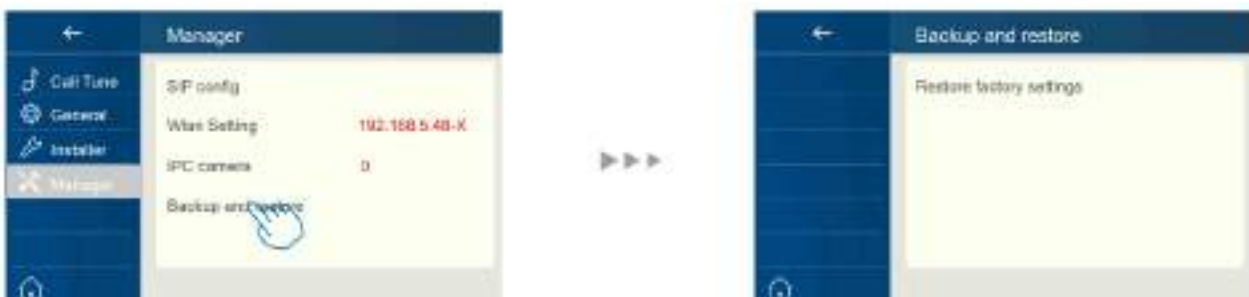 Manager
Call Tune
General
Installer
Manager
SIP config
Wlan Setting 192.168.5.48-X
IPC camera 0
Backup and restore
Backup and restore
Restore factory settings